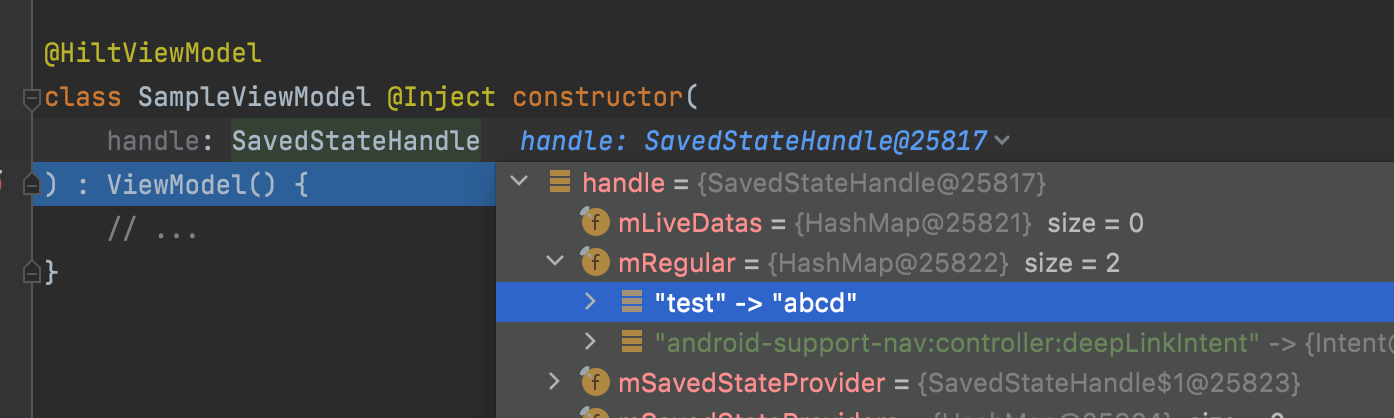 @HiltViewModel
class SampleViewModel @Inject constructor(
handle: SavedStateHandle handle: SavedStateHandle@25817
) : ViewModel() {
handle = {SavedStateHandle@25817}
// ...
mLiveDatas = {HashMap@25821} size = 0
}
mRegular = {HashMap@25822} size = 2
"test" -> "abcd"
"android-support-nav:controller:deepLinkIntent" -> {Intent@
mSavedStateProvider = {SavedStateHandle$1@25823}